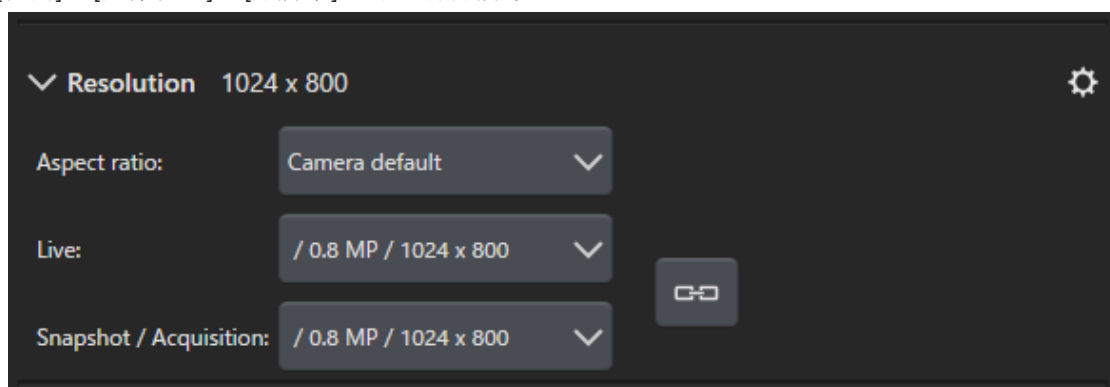 Resolution 1024 x 800
Aspect ratio: Camera default
Live: / 0.8 MP / 1024 x 800
Snapshot / Acquisition: / 0.8 MP / 1024 x 800